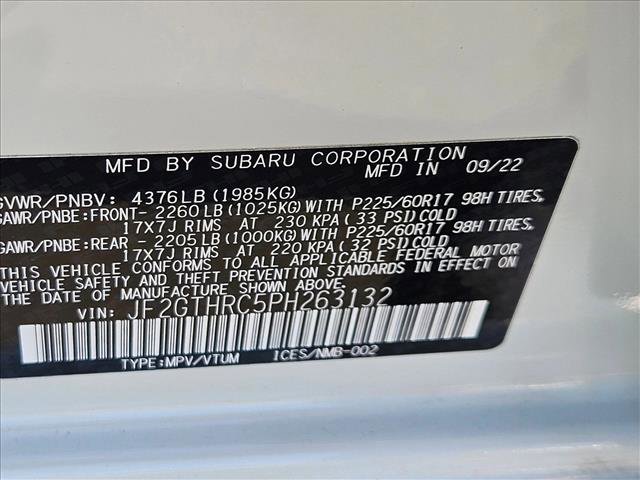 MFD BY SUBARU CORPORATION
MFD IN 09/22
GVWR/PNBV: 4376LB (1985KG)
GAWR/PNBE:FRONT- 2260LB (1025KG) WITH P225/60R17 98H TIRES,
17X7J RIMS AT 230 KPA (33 PSI) COLD
GAWR/PNBE:REAR - 2205LB (1000KG) WITH P225/60R17 98H TIRES,
17X7J RIMS AT 220 KPA (32 PSI) COLD
THIS VEHICLE CONFORMS TO ALL APPLICABLE FEDERAL MOTOR
VEHICLE SAFETY AND THEFT PREVENTION STANDARDS IN EFFECT ON
THE DATE OF MANUFACTURE SHOWN ABOVE.
VIN: JF2GTHRC5PH263132
TYPE:MPV/VTUM 1CES/NMB-002